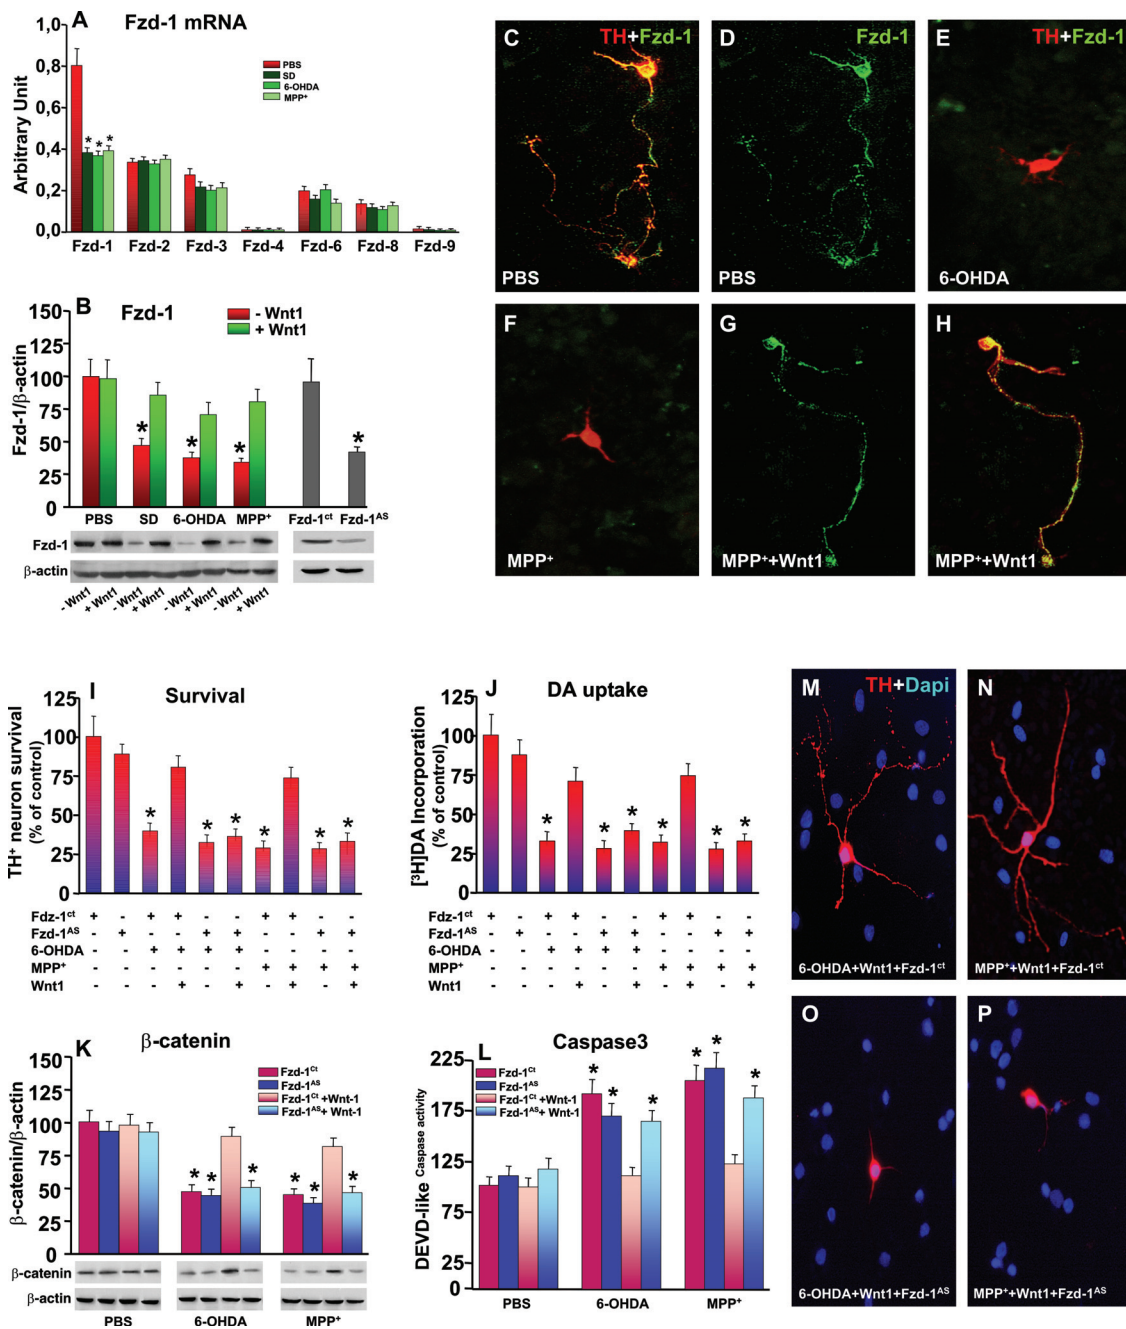 A Fzd-1 mRNA
Arbitrary Unit
1,0
0,8
0,6
0,4
0,2
0,0
PBS
SD
6-OHDA
MPP⁺
* * *
Fzd-1 Fzd-2 Fzd-3 Fzd-4 Fzd-6 Fzd-8 Fzd-9
B Fzd-1
- Wnt1
+ Wnt1
Fzd-1/β-actin
150
125
100
75
50
25
0
* * * *
PBS SD 6-OHDA MPP⁺ Fzd-1ᶜᵗ Fzd-1ᴬˢ
Fzd-1
β-actin
- Wnt1 + Wnt1 - Wnt1 + Wnt1 - Wnt1 + Wnt1 - Wnt1 + Wnt1
C TH+Fzd-1
PBS
D Fzd-1
PBS
E TH+Fzd-1
6-OHDA
F
MPP⁺
G
MPP⁺+Wnt1
H
MPP⁺+Wnt1
I Survival
TH⁺ neuron survival
(% of control)
125
100
75
50
25
0
* * * * * *
Fdz-1ᶜᵗ + - + + - - + + - -
Fzd-1ᴬˢ - + - - + + - - + +
6-OHDA - - + + + + - - - -
MPP⁺ - - - - - - + + + +
Wnt1 - - - + - + - + - +
J DA uptake
[³H]DA Incorporation
(% of control)
125
100
75
50
25
0
* * * * * *
Fdz-1ᶜᵗ + - + + - - + + - -
Fzd-1ᴬˢ - + - - + + - - + +
6-OHDA - - + + + + - - - -
MPP⁺ - - - - - - + + + +
Wnt1 - - - + - + - + - +
K β-catenin
β-catenin/β-actin
150
125
100
75
50
25
0
Fzd-1ᶜᵗ
Fzd-1ᴬˢ
Fzd-1ᶜᵗ +Wnt-1
Fzd-1ᴬˢ+ Wnt-1
* * * * * *
β-catenin
β-actin
PBS 6-OHDA MPP⁺
L Caspase3
DEVD-like Caspase activity
225
175
125
75
25
0
Fzd-1ᶜᵗ
Fzd-1ᴬˢ
Fzd-1ᶜᵗ +Wnt-1
Fzd-1ᴬˢ+ Wnt-1
* * * * * *
PBS 6-OHDA MPP⁺
M TH+Dapi
6-OHDA+Wnt1+Fzd-1ᶜᵗ
N
MPP⁺+Wnt1+Fzd-1ᶜᵗ
O
6-OHDA+Wnt1+Fzd-1ᴬˢ
P
MPP⁺+Wnt1+Fzd-1ᴬˢ